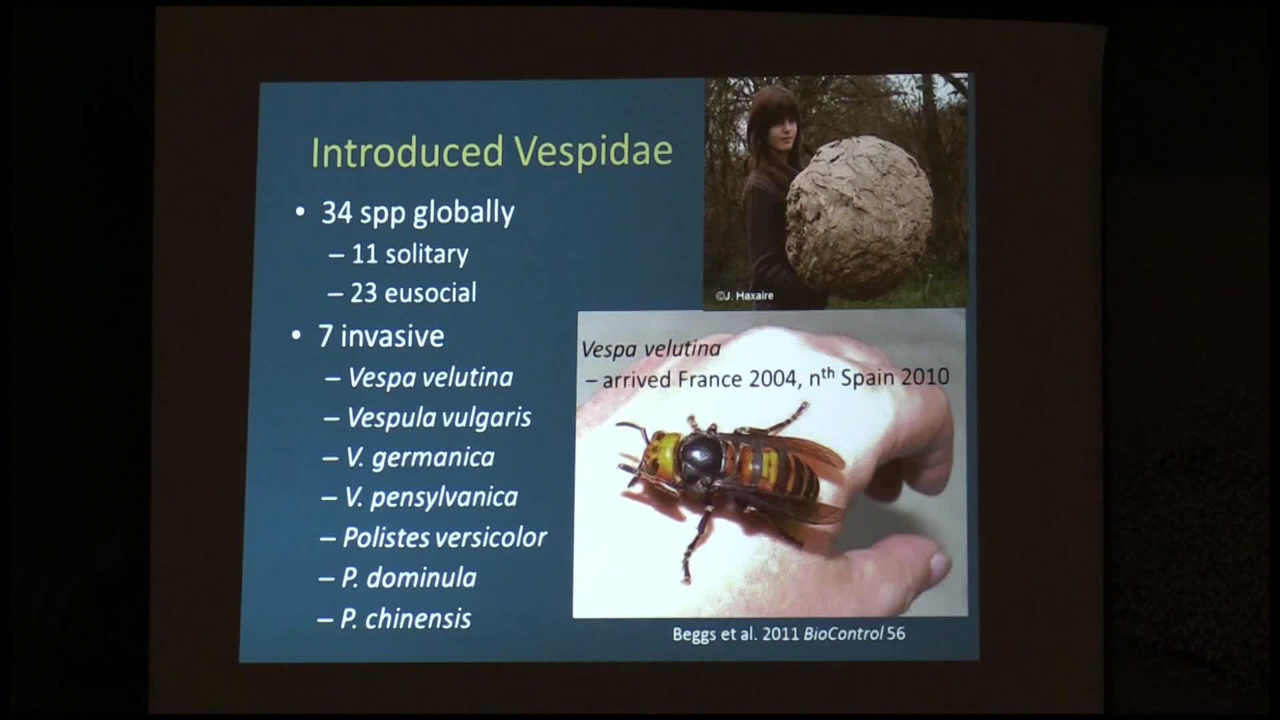 Introduced Vespidae
• 34 spp globally
– 11 solitary
– 23 eusocial
• 7 invasive
– Vespa velutina
– Vespula vulgaris
– V. germanica
– V. pensylvanica
– Polistes versicolor
– P. dominula
– P. chinensis
©J. Haxaire
Vespa velutina
– arrived France 2004, nth Spain 2010
Beggs et al. 2011 BioControl 56